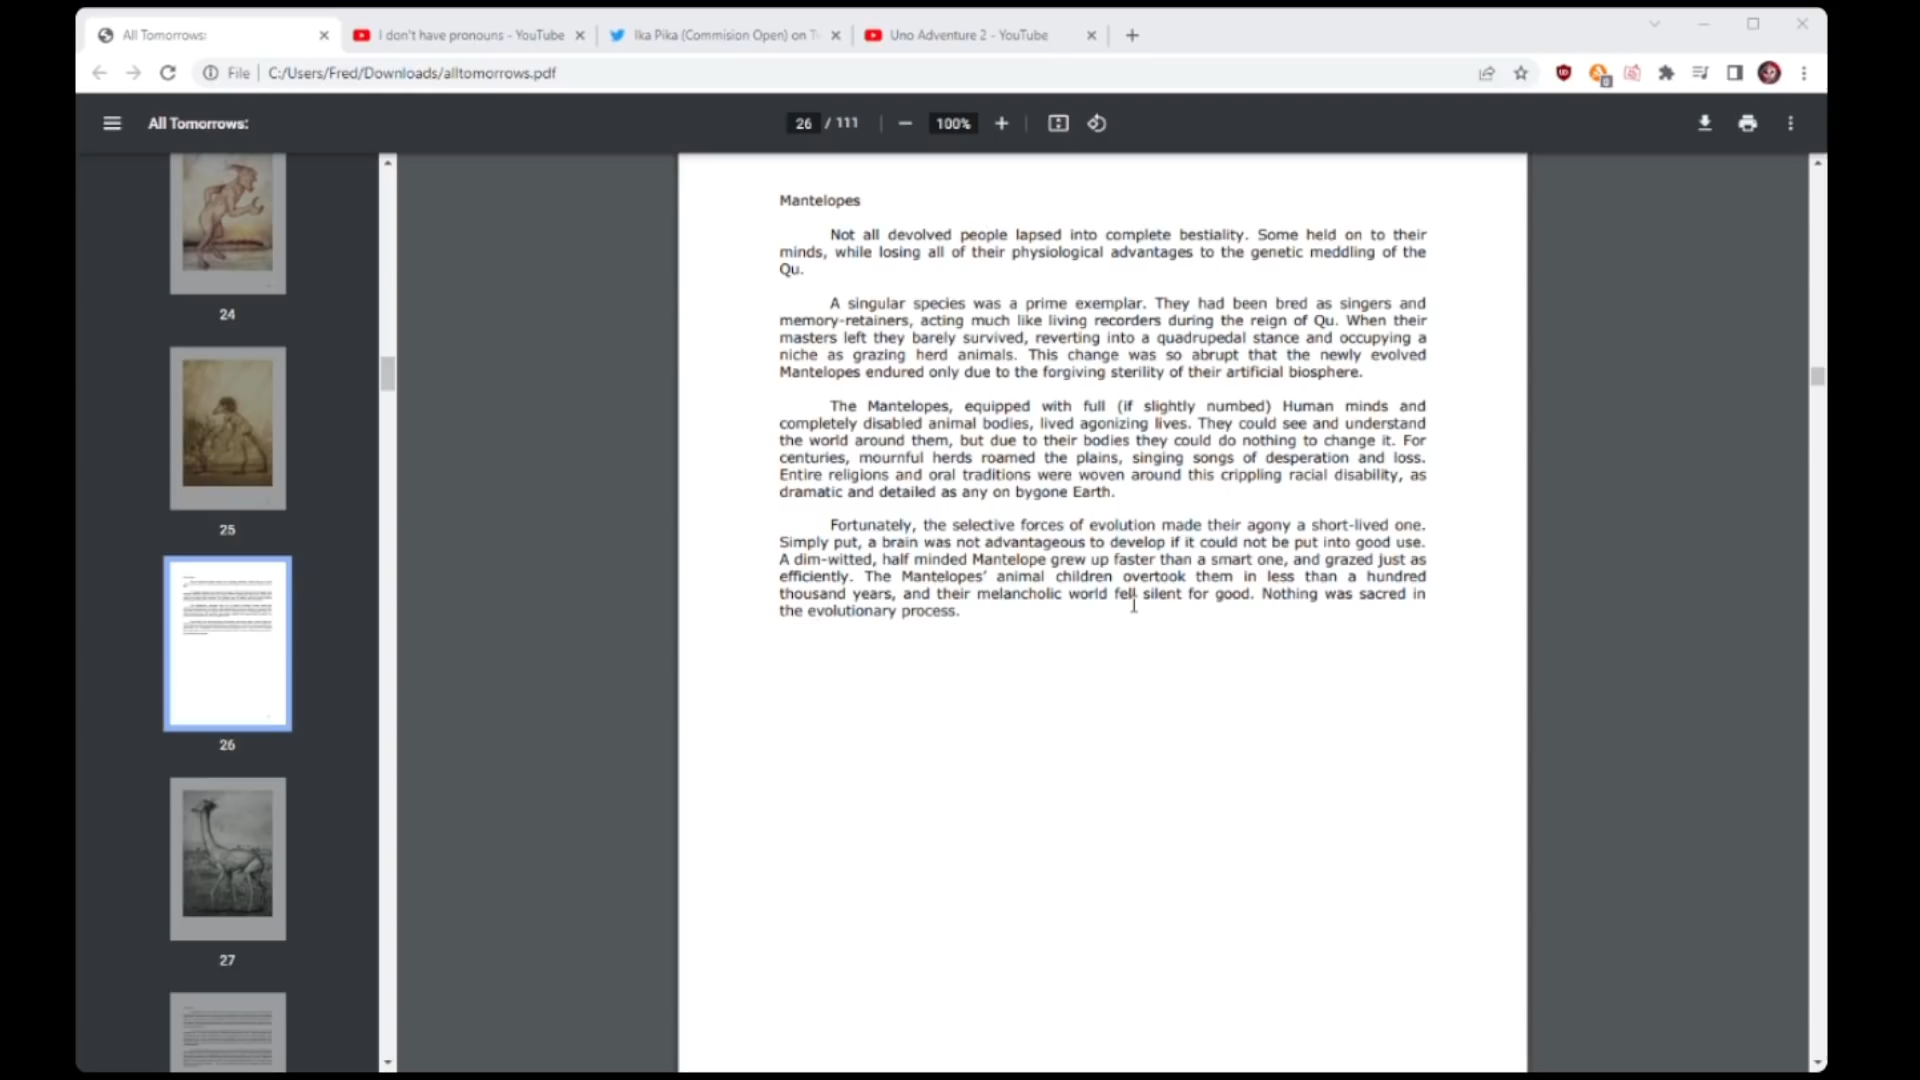 All Tomorrows:
I don't have pronouns - YouTube
Ika Pika (Commision Open) on
Uno Adventure 2 - YouTube
File
C:/Users/Fred/Downloads/alltomorrows.pdf
All Tomorrows:
26 / 111
100%
24
25
26
27
Mantelopes
Not all devolved people lapsed into complete bestiality. Some held on to their
minds, while losing all of their physiological advantages to the genetic meddling of the
Qu.
A singular species was a prime exemplar. They had been bred as singers and
memory-retainers, acting much like living recorders during the reign of Qu. When their
masters left they barely survived, reverting into a quadrupedal stance and occupying a
niche as grazing herd animals. This change was so abrupt that the newly evolved
Mantelopes endured only due to the forgiving sterility of their artificial biosphere.
The Mantelopes, equipped with full (if slightly numbed) Human minds and
completely disabled animal bodies, lived agonizing lives. They could see and understand
the world around them, but due to their bodies they could do nothing to change it. For
centuries, mournful herds roamed the plains, singing songs of desperation and loss.
Entire religions and oral traditions were woven around this crippling racial disability, as
dramatic and detailed as any on bygone Earth.
Fortunately, the selective forces of evolution made their agony a short-lived one.
Simply put, a brain was not advantageous to develop if it could not be put into good use.
A dim-witted, half minded Mantelope grew up faster than a smart one, and grazed just as
efficiently. The Mantelopes' animal children overtook them in less than a hundred
thousand years, and their melancholic world fell silent for good. Nothing was sacred in
the evolutionary process.